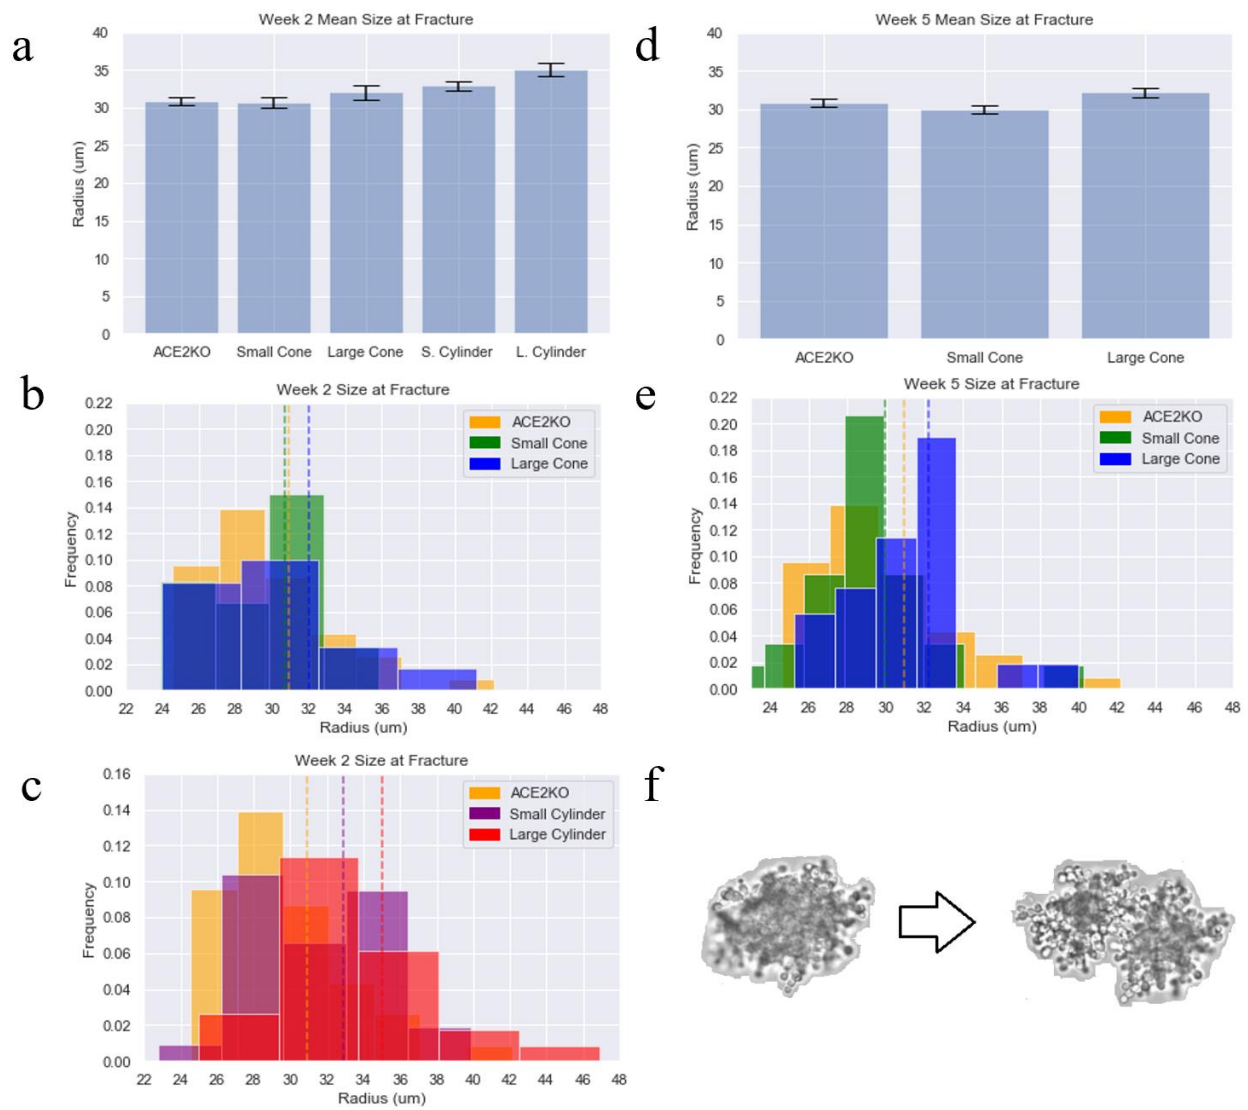 a
Week 2 Mean Size at Fracture
40
35
30
25
20
15
10
5
0
Radius (um)
ACE2KO Small Cone Large Cone S. Cylinder L. Cylinder
d
Week 5 Mean Size at Fracture
40
35
30
25
20
15
10
5
0
Radius (um)
ACE2KO Small Cone Large Cone
b
Week 2 Size at Fracture
0.22
0.20
0.18
0.16
0.14
0.12
0.10
0.08
0.06
0.04
0.02
0.00
Frequency
ACE2KO
Small Cone
Large Cone
22 24 26 28 30 32 34 36 38 40 42 44 46 48
Radius (um)
e
Week 5 Size at Fracture
0.22
0.20
0.18
0.16
0.14
0.12
0.10
0.08
0.06
0.04
0.02
0.00
Frequency
ACE2KO
Small Cone
Large Cone
24 26 28 30 32 34 36 38 40 42 44 46 48
Radius (um)
c
Week 2 Size at Fracture
0.16
0.14
0.12
0.10
0.08
0.06
0.04
0.02
0.00
Frequency
ACE2KO
Small Cylinder
Large Cylinder
22 24 26 28 30 32 34 36 38 40 42 44 46 48
Radius (um)
f